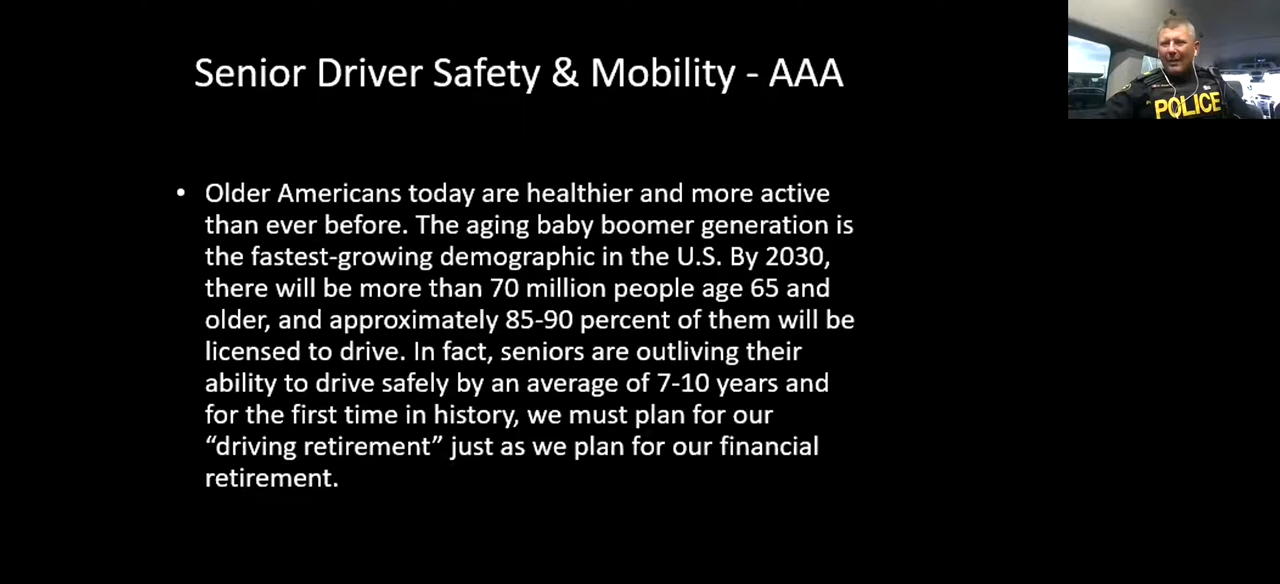 Senior Driver Safety & Mobility - AAA
POLICE
• Older Americans today are healthier and more active
than ever before. The aging baby boomer generation is
the fastest-growing demographic in the U.S. By 2030,
there will be more than 70 million people age 65 and
older, and approximately 85-90 percent of them will be
licensed to drive. In fact, seniors are outliving their
ability to drive safely by an average of 7-10 years and
for the first time in history, we must plan for our
“driving retirement” just as we plan for our financial
retirement.